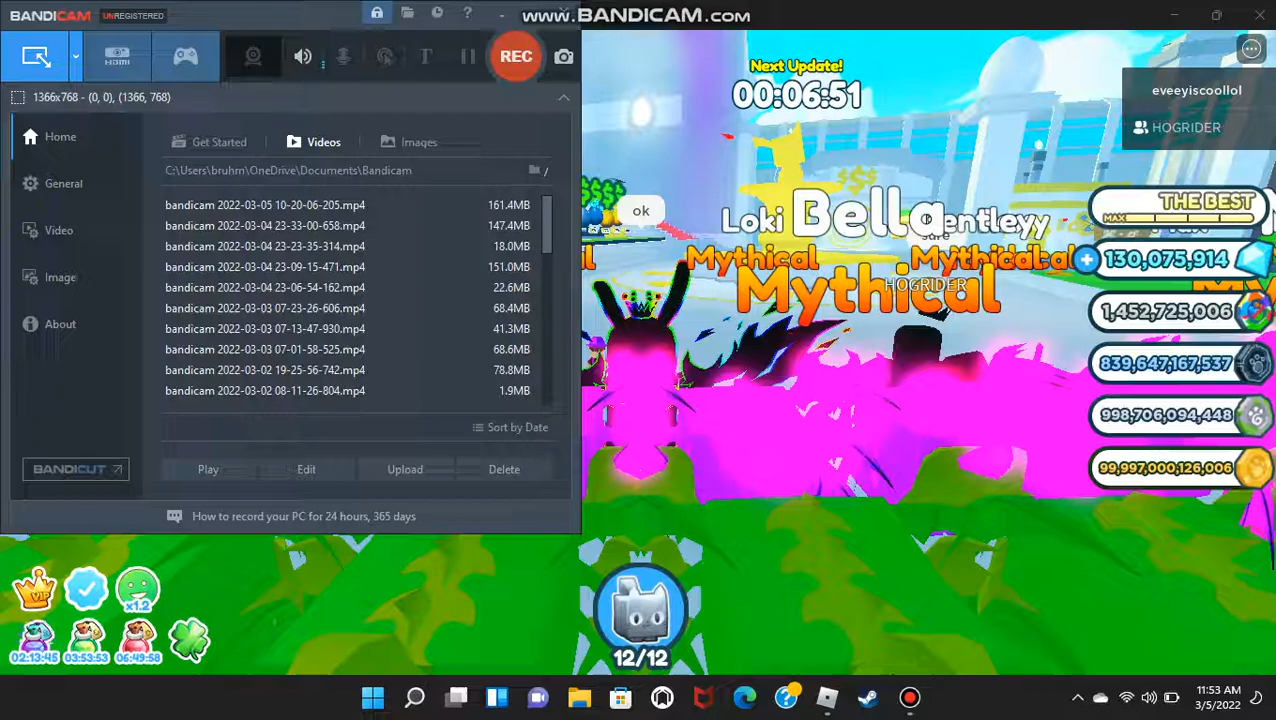 BANDICAM UNREGISTERED
www.BANDICAM.com
HDMI
REC
1366x768 - (0, 0), (1366, 768)
Home
General
Video
Image
About
BANDICUT
Get Started
Videos
Images
C:\Users\bruhm\OneDrive\Documents\Bandicam
bandicam 2022-03-05 10-20-06-205.mp4 131.4MB
bandicam 2022-03-04 23-33-00-658.mp4 147.4MB
bandicam 2022-03-04 23-23-35-314.mp4 18.0MB
bandicam 2022-03-04 23-09-15-471.mp4 151.0MB
bandicam 2022-03-04 23-06-54-162.mp4 22.6MB
bandicam 2022-03-03 07-23-26-606.mp4 68.4MB
bandicam 2022-03-03 07-13-47-930.mp4 41.3MB
bandicam 2022-03-03 07-01-58-525.mp4 68.6MB
bandicam 2022-03-02 19-25-56-742.mp4 78.3MB
bandicam 2022-03-02 08-11-26-804.mp4 1.9MB
Sort by Date
Play Edit Upload Delete
How to record your PC for 24 hours, 365 days
Next Update!
00:06:51
eveeyiscoollol
HOGRIDER
ok
Loki Bella
sure
Mythical
Mythical
HOGRIDER
THE BEST
MAX
130,075,914
1,452,725,006
839,647,167,537
998,706,094,448
99,997,000,126,006
VIP
x1.2
02:13:45 03:53:53 06:49:58
12/12
11:53 AM
3/5/2022